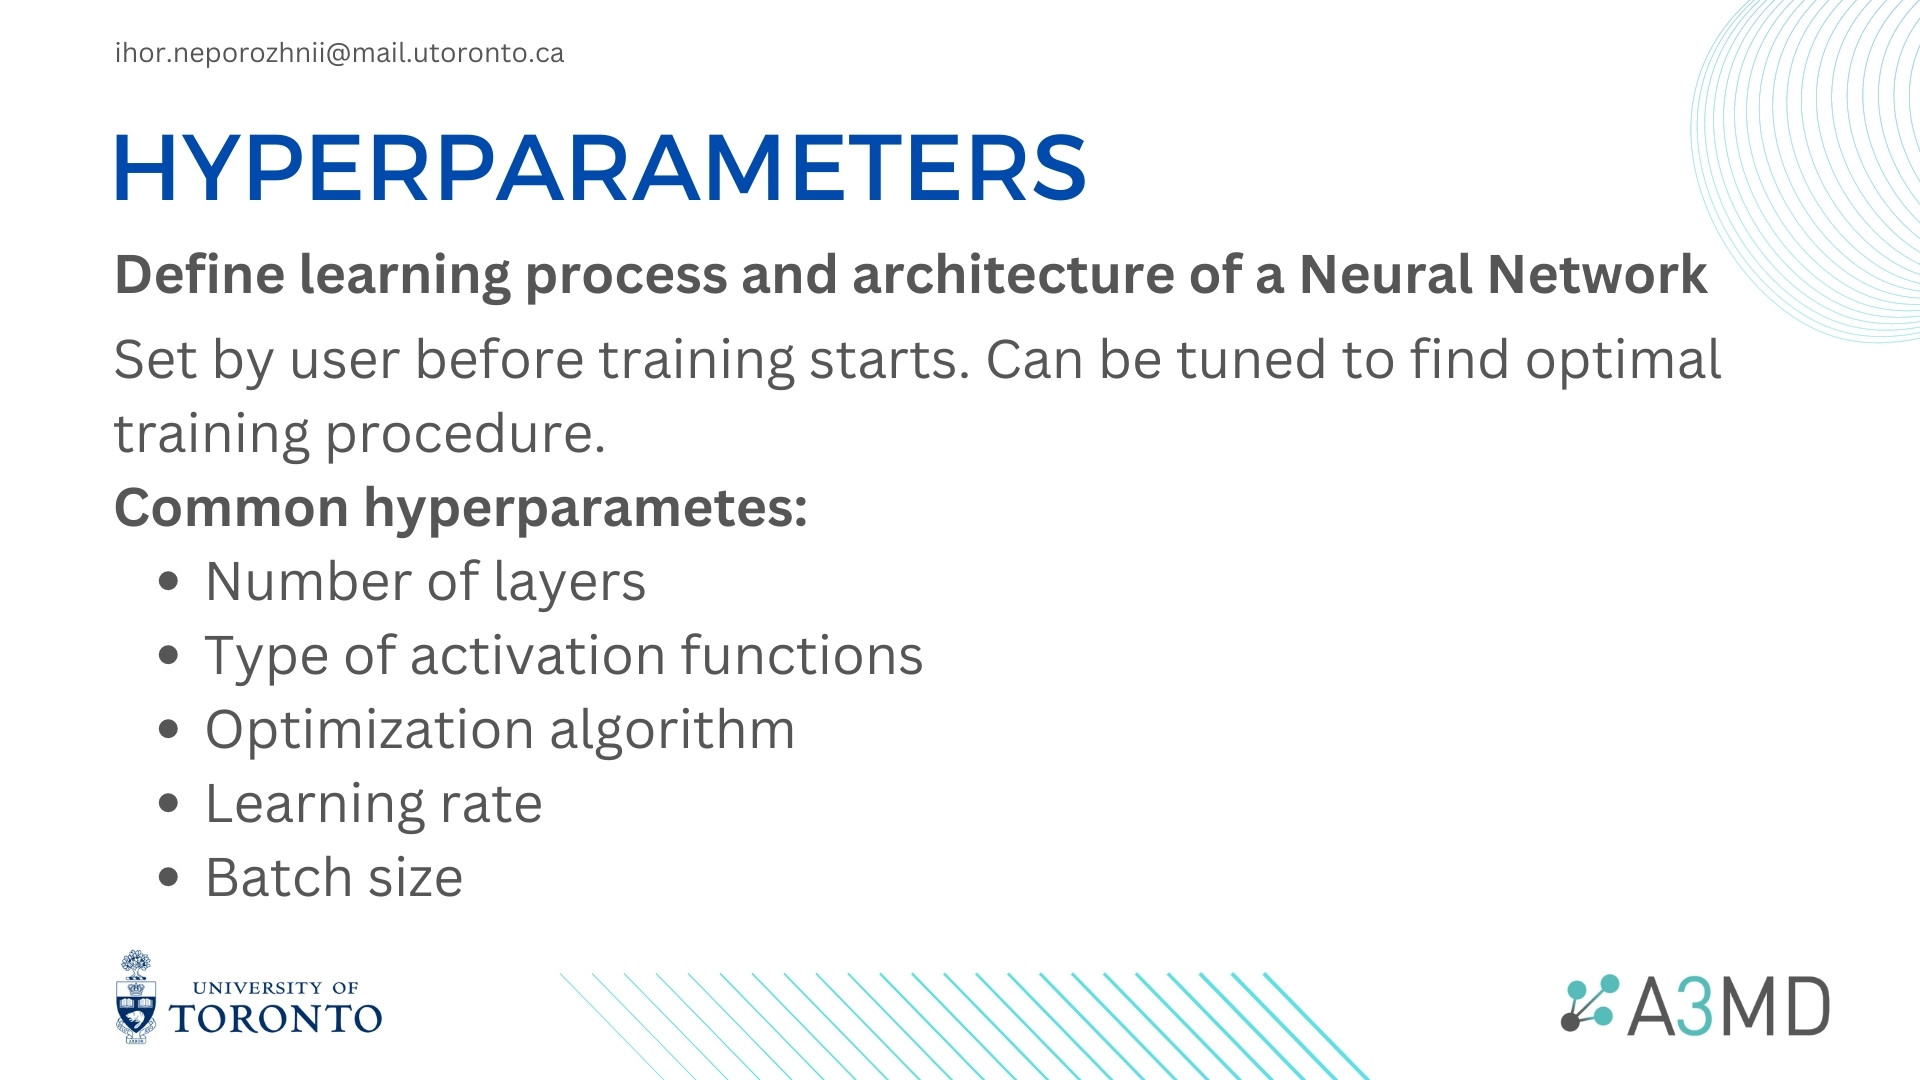 ihor.neporozhnii@mail.utoronto.ca
HYPERPARAMETERS
Define learning process and architecture of a Neural Network
Set by user before training starts. Can be tuned to find optimal
training procedure.
Common hyperparametes:
• Number of layers
• Type of activation functions
• Optimization algorithm
• Learning rate
• Batch size
UNIVERSITY OF
TORONTO
A3MD